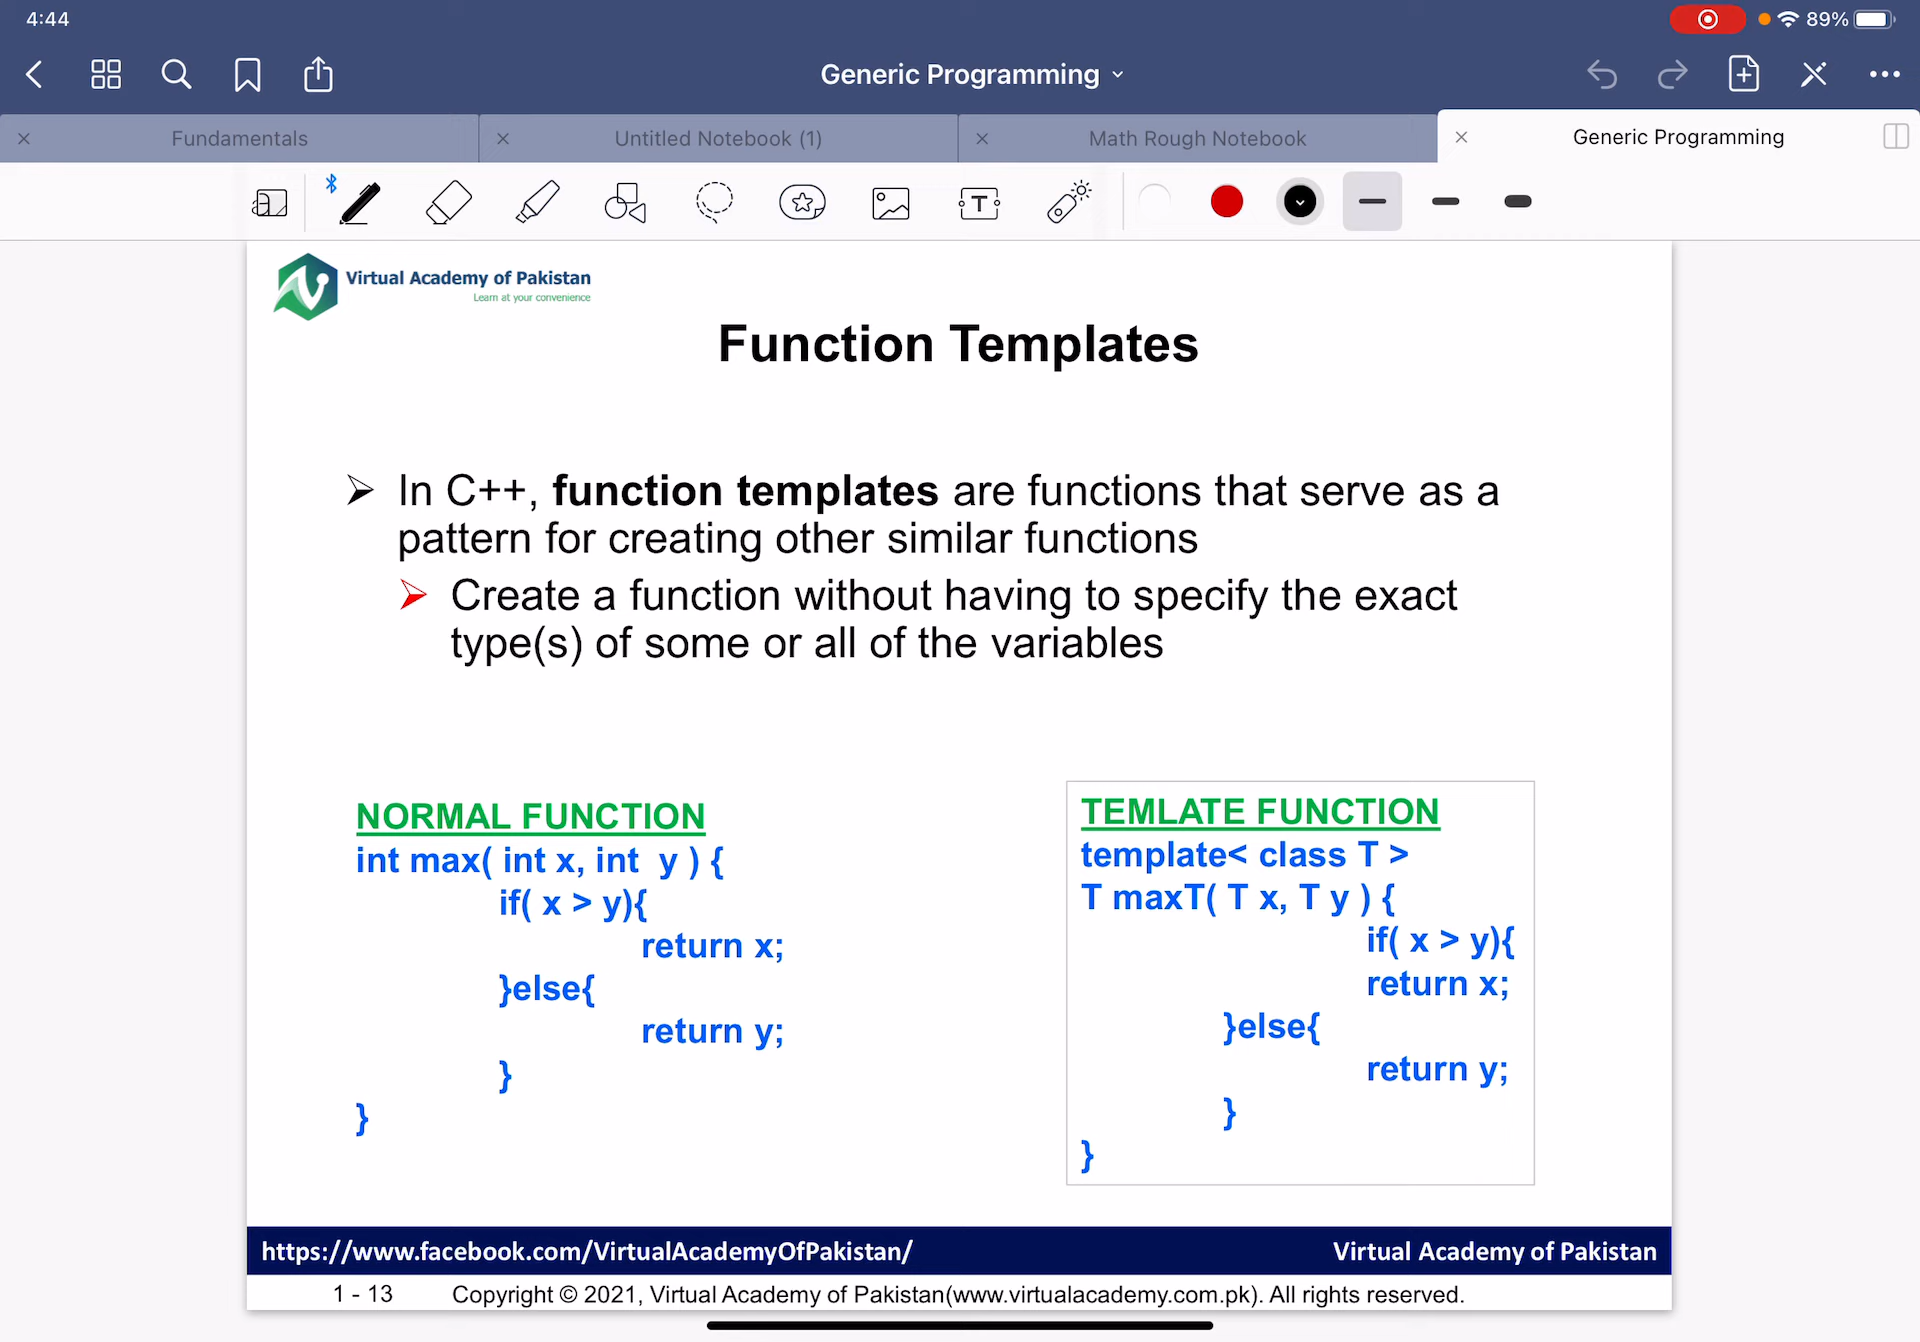 4:44
89%
Generic Programming
Fundamentals
Untitled Notebook (1)
Math Rough Notebook
Generic Programming
Virtual Academy of Pakistan
Learn at your convenience
Function Templates
In C++, function templates are functions that serve as a
pattern for creating other similar functions
Create a function without having to specify the exact
type(s) of some or all of the variables
NORMAL FUNCTION
int max( int x, int y ) {
if( x > y){
return x;
}else{
return y;
}
}
TEMLATE FUNCTION
template< class T >
T maxT( T x, T y ) {
if( x > y){
return x;
}else{
return y;
}
}
https://www.facebook.com/VirtualAcademyOfPakistan/
Virtual Academy of Pakistan
1 - 13
Copyright © 2021, Virtual Academy of Pakistan(www.virtualacademy.com.pk). All rights reserved.